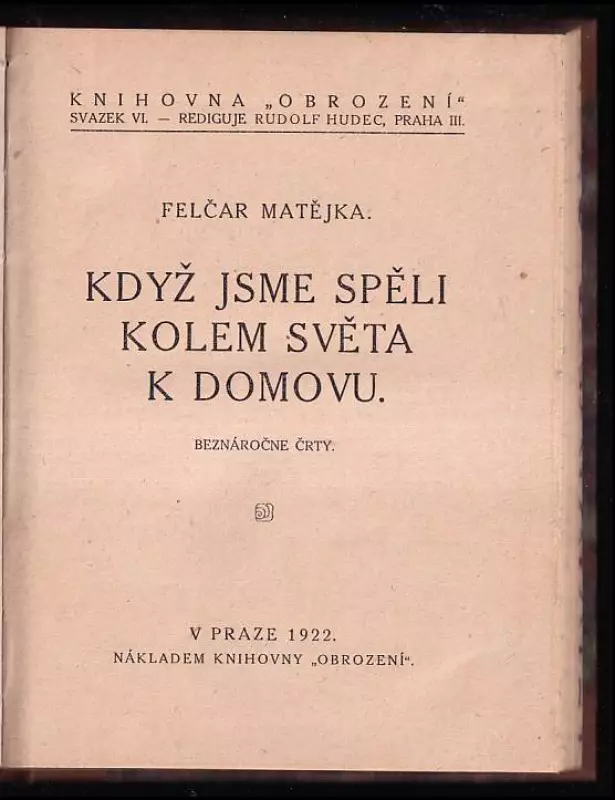 KNIHOVNA „OBROZENÍ“
SVAZEK VI. — REDIGUJE RUDOLF HUDEC, PRAHA III.
FELČAR MATĚJKA.
KDYŽ JSME SPĚLI
KOLEM SVĚTA
K DOMOVU.
BEZNÁROČNE ČRTY.
V PRAZE 1922.
NÁKLADEM KNIHOVNY „OBROZENÍ“.